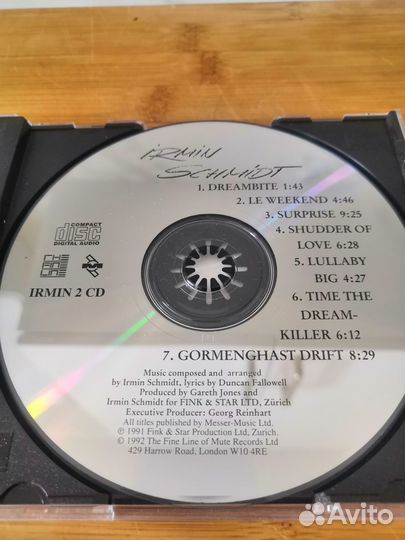 IRMIN
SCHMIDT
1. DREAMBITE 1:43
2. LE WEEKEND 4:46
3. SURPRISE 9:25
4. SHUDDER OF
LOVE 6:28
5. LULLABY
BIG 4:27
6. TIME THE
DREAM-
KILLER 6:12
7. GORMENGHAST DRIFT 8:29
COMPACT
disc
DIGITAL AUDIO
IRMIN 2 CD
Music composed and arranged
by Irmin Schmidt, lyrics by Duncan Fallowell
Produced by Gareth Jones and
Irmin Schmidt for FINK & STAR LTD, Zürich
Executive Producer: Georg Reinhart
All titles published by Messer-Music Ltd.
℗ 1991 Fink & Star Production Ltd, Zurich.
© 1992 The Fine Line of Mute Records Ltd
429 Harrow Road, London W10 4RE
Avito